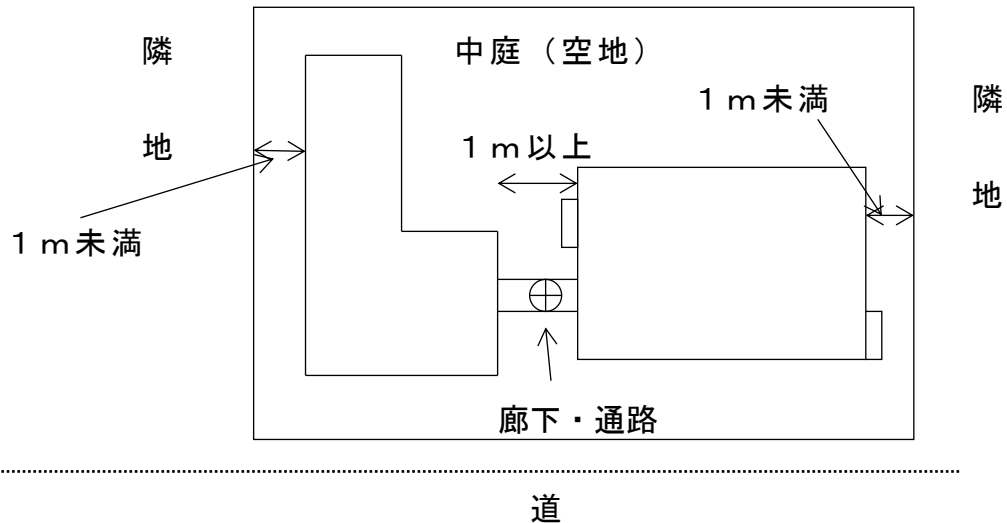 隣地
中庭（空地）
１ｍ未満
隣地
１ｍ以上
１ｍ未満
廊下・通路
道